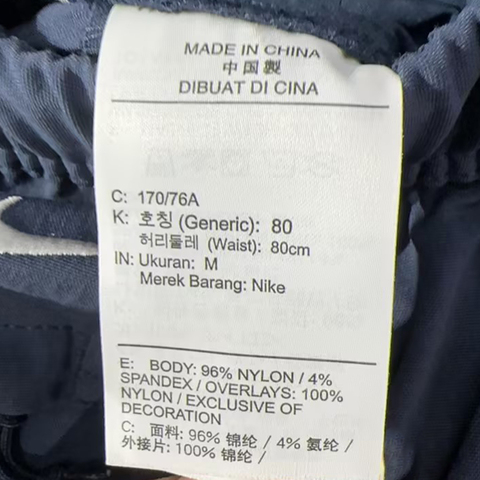 MADE IN CHINA
中国製
DIBUAT DI CINA
C: 170/76A
K: 호칭 (Generic): 80
허리둘레 (Waist): 80cm
IN: Ukuran: M
Merek Barang: Nike
E: BODY: 96% NYLON / 4%
SPANDEX / OVERLAYS: 100%
NYLON / EXCLUSIVE OF
DECORATION
C: 面料: 96% 锦纶 / 4% 氨纶 /
外接片: 100% 锦纶 /